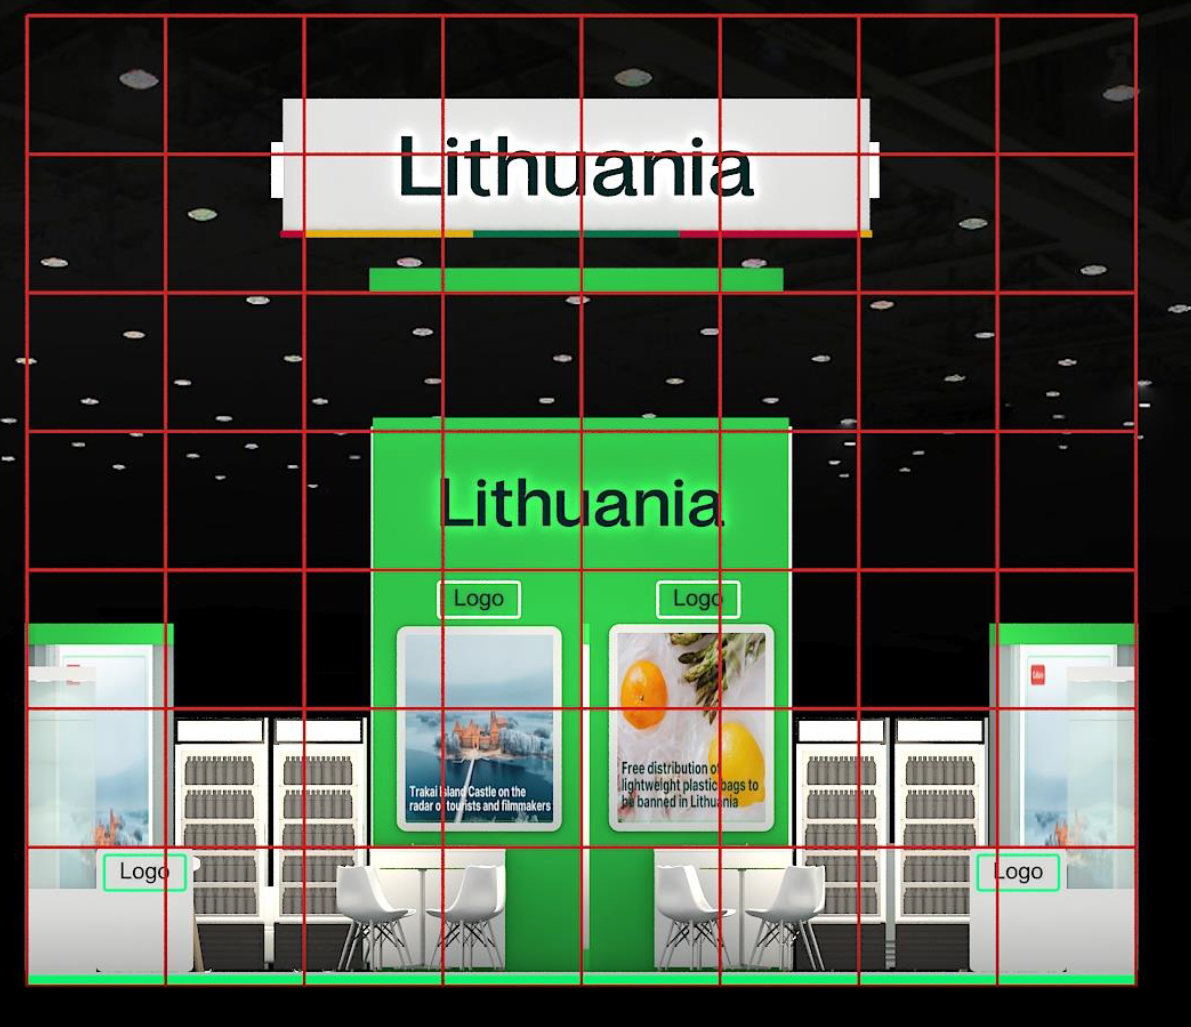 Lithuania
Lithuania
Logo
Logo
Trakai Island Castle on the
radar of tourists and filmmakers
Free distribution of
lightweight plastic bags to
be banned in Lithuania
Logo
Logo